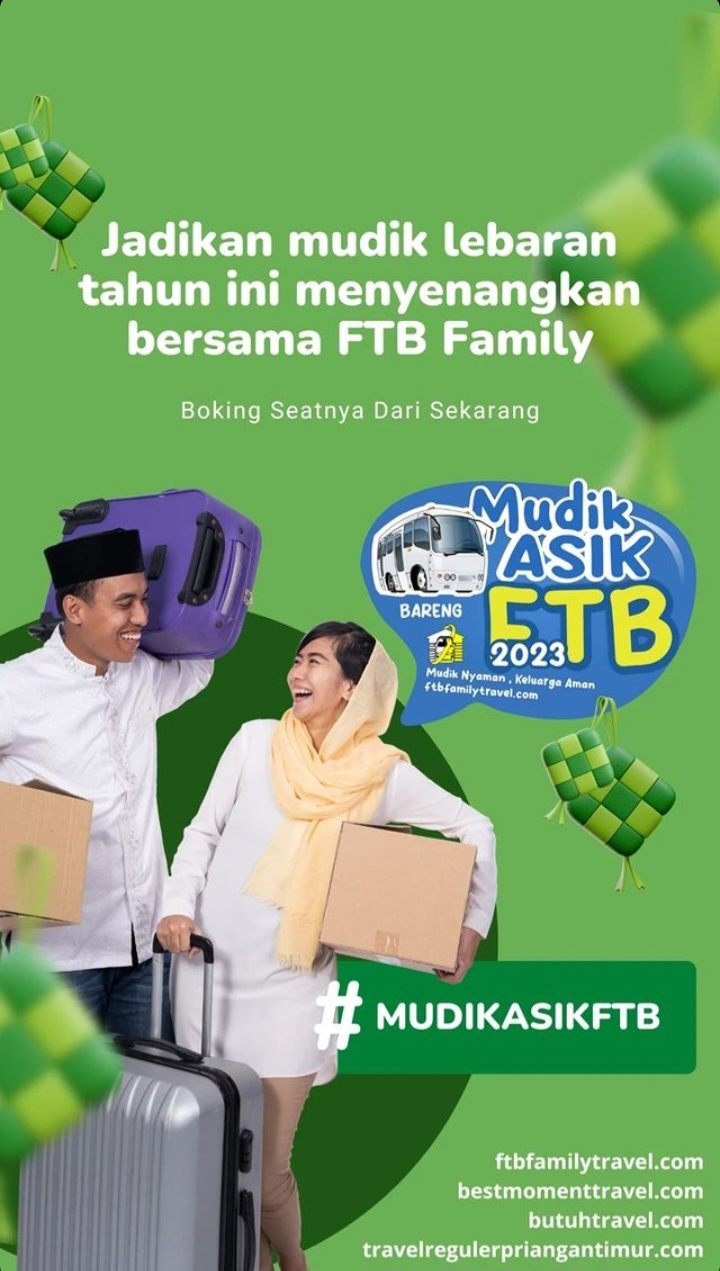 Jadikan mudik lebaran
tahun ini menyenangkan
bersama FTB Family
Boking Seatnya Dari Sekarang
Mudik
ASIK
BARENG
FTB
2023
Mudik Nyaman , Keluarga Aman
ftbfamilytravel.com
# MUDIKASIKFTB
ftbfamilytravel.com
bestmomenttravel.com
butuhtravel.com
travelregulerpriangantimur.com